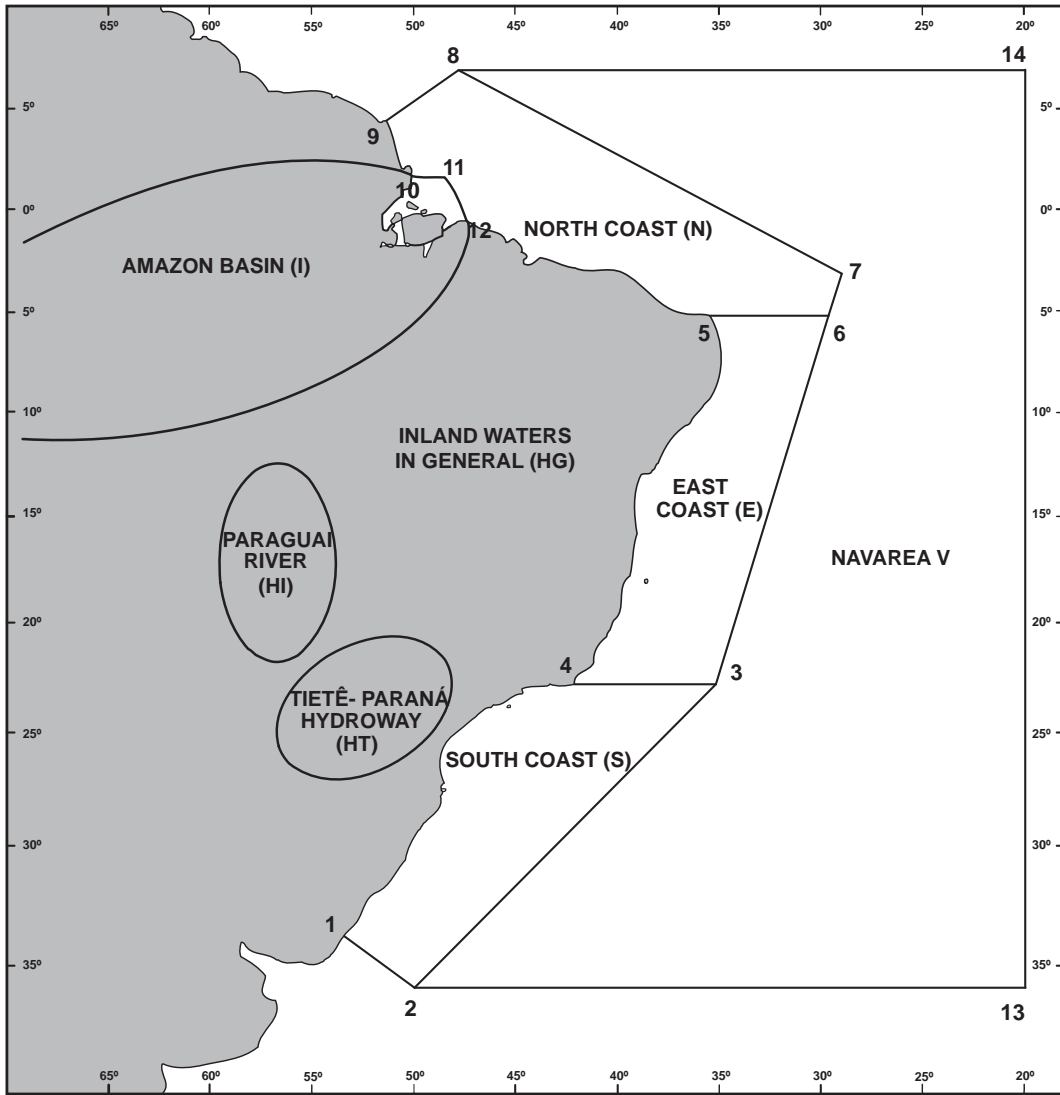 65º 60º 55º 50º 45º 40º 35º 30º 25º 20º
8 14
5º 5º
9
11
10
0º 0º
12 NORTH COAST (N)
AMAZON BASIN (I)
7
5º 5º
5 6
10º 10º
INLAND WATERS
IN GENERAL (HG)
EAST
COAST (E)
15º 15º
PARAGUAI
RIVER
(HI)
NAVAREA V
20º 20º
4 3
TIETÊ- PARANÁ
HYDROWAY
(HT)
25º 25º
SOUTH COAST (S)
30º 30º
1
35º 35º
2 13
65º 60º 55º 50º 45º 40º 35º 30º 25º 20º